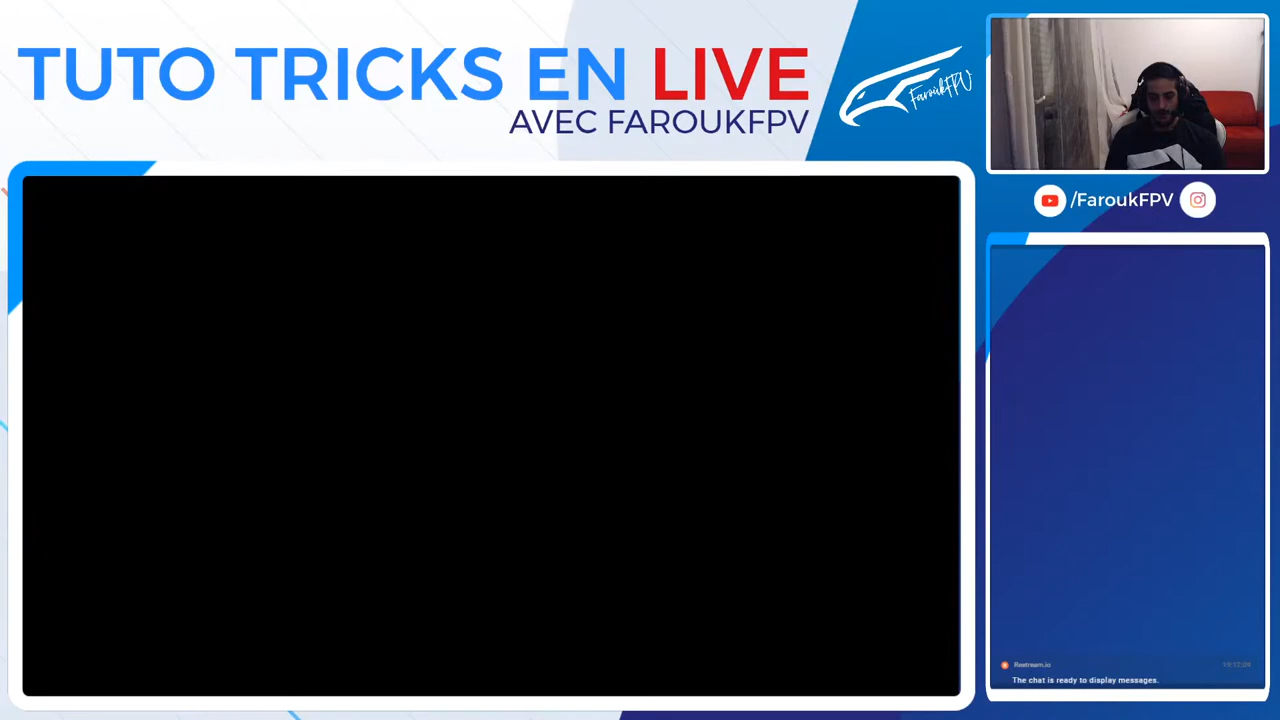 TUTO TRICKS EN LIVE
AVEC FAROUKFPV
FaroukFPV
/FaroukFPV
Restream.io
The chat is ready to display messages.